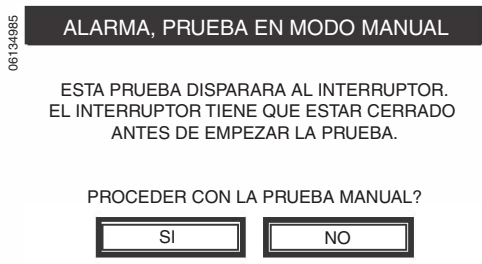 06134985
ALARMA, PRUEBA EN MODO MANUAL
ESTA PRUEBA DISPARARA AL INTERRUPTOR.
EL INTERRUPTOR TIENE QUE ESTAR CERRADO
ANTES DE EMPEZAR LA PRUEBA.
PROCEDER CON LA PRUEBA MANUAL?
SI
NO